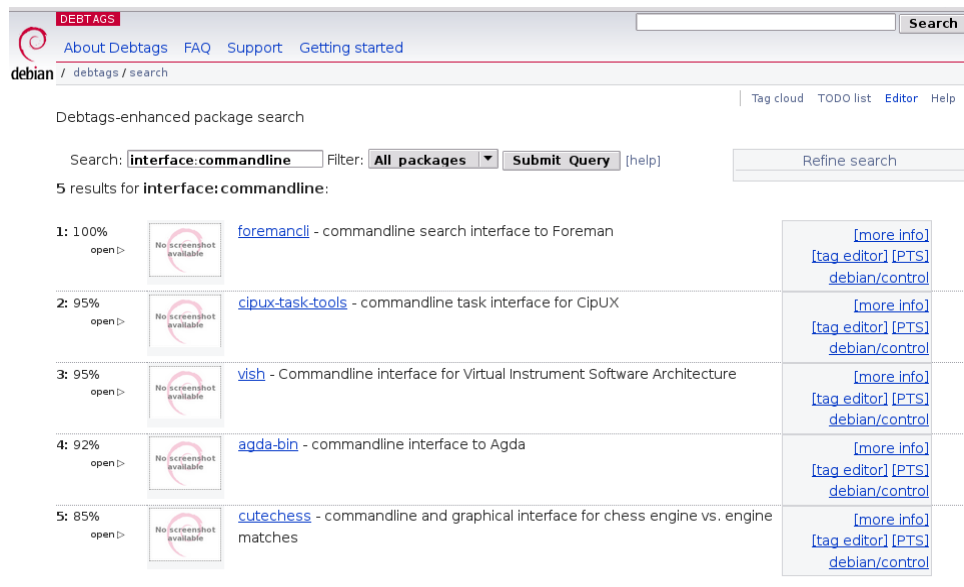 DEBTAGS
Search
About Debtags FAQ Support Getting started
debian / debtags / search
Tag cloud TODO list Editor Help
Debtags-enhanced package search
Search: interface:commandline Filter: All packages Submit Query [help]
Refine search
5 results for interface:commandline:
1: 100%
open ▷
No screenshot
available
foremancli - commandline search interface to Foreman
[more info]
[tag editor] [PTS]
debian/control
2: 95%
open ▷
No screenshot
available
cipux-task-tools - commandline task interface for CipUX
[more info]
[tag editor] [PTS]
debian/control
3: 95%
open ▷
No screenshot
available
vish - Commandline interface for Virtual Instrument Software Architecture
[more info]
[tag editor] [PTS]
debian/control
4: 92%
open ▷
No screenshot
available
agda-bin - commandline interface to Agda
[more info]
[tag editor] [PTS]
debian/control
5: 85%
open ▷
No screenshot
available
cutechess - commandline and graphical interface for chess engine vs. engine
matches
[more info]
[tag editor] [PTS]
debian/control